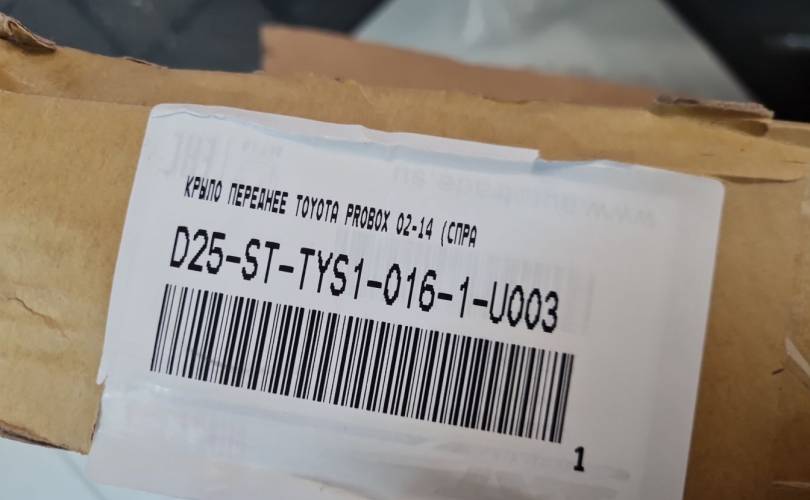 КРЫЛО ПЕРЕДНЕЕ TOYOTA PROBOX 02-14 (СПРА
D25-ST-TYS1-016-1-U003
1